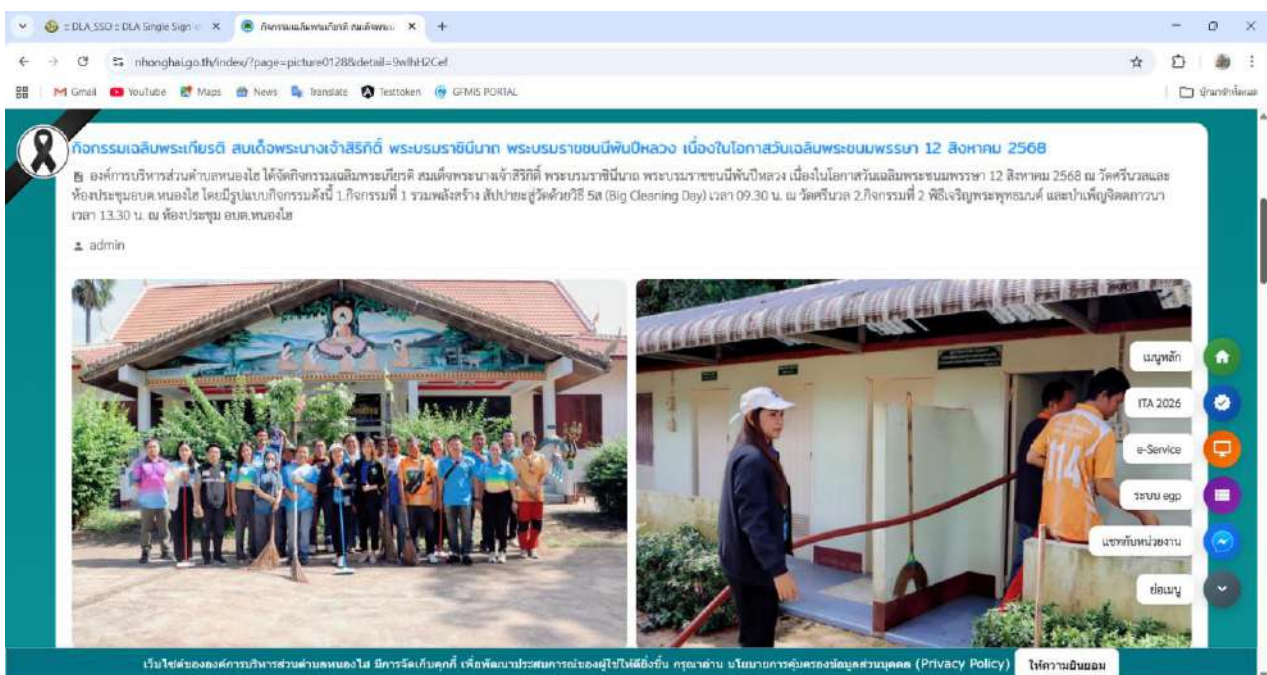 :: DLA_SSO :: DLA Single Sign-o
กิจกรรมเฉลิมพระเกียรติ สมเด็จพระนาง
nhonghai.go.th/index/?page=picture0128&detail=9wlhH2Cef
Gmail YouTube Maps News Translate Testtoken GFMIS PORTAL
บุ๊กมาร์กทั้งหมด
กิจกรรมเฉลิมพระเกียรติ สมเด็จพระนางเจ้าสิริกิติ์ พระบรมราชินีนาถ พระบรมราชชนนีพันปีหลวง เนื่องในโอกาสวันเฉลิมพระชนมพรรษา 12 สิงหาคม 2568
องค์การบริหารส่วนตำบลหนองไฮ ได้จัดกิจกรรมเฉลิมพระเกียรติ สมเด็จพระนางเจ้าสิริกิติ์ พระบรมราชินีนาถ พระบรมราชชนนีพันปีหลวง เนื่องในโอกาสวันเฉลิมพระชนมพรรษา 12 สิงหาคม 2568 ณ วัดศรีนวลและ
ห้องประชุมอบต.หนองไฮ โดยมีรูปแบบกิจกรรมดังนี้ 1.กิจกรรมที่ 1 รวมพลังสร้าง สัปปายะสู่วัดด้วยวิธี 5ส (Big Cleaning Day) เวลา 09.30 น. ณ วัดศรีนวล 2.กิจกรรมที่ 2 พิธีเจริญพระพุทธมนต์ และบำเพ็ญจิตตภาวนา
เวลา 13.30 น. ณ ห้องประชุม อบต.หนองไฮ
admin
เมนูหลัก
ITA 2026
e-Service
ระบบ egp
114
แชทกับหน่วยงาน
ย่อเมนู
เว็บไซต์ขององค์การบริหารส่วนตำบลหนองไฮ มีการจัดเก็บคุกกี้ เพื่อพัฒนาประสบการณ์ของผู้ใช้ให้ดียิ่งขึ้น กรุณาอ่าน นโยบายการคุ้มครองข้อมูลส่วนบุคคล (Privacy Policy) ให้ความยินยอม